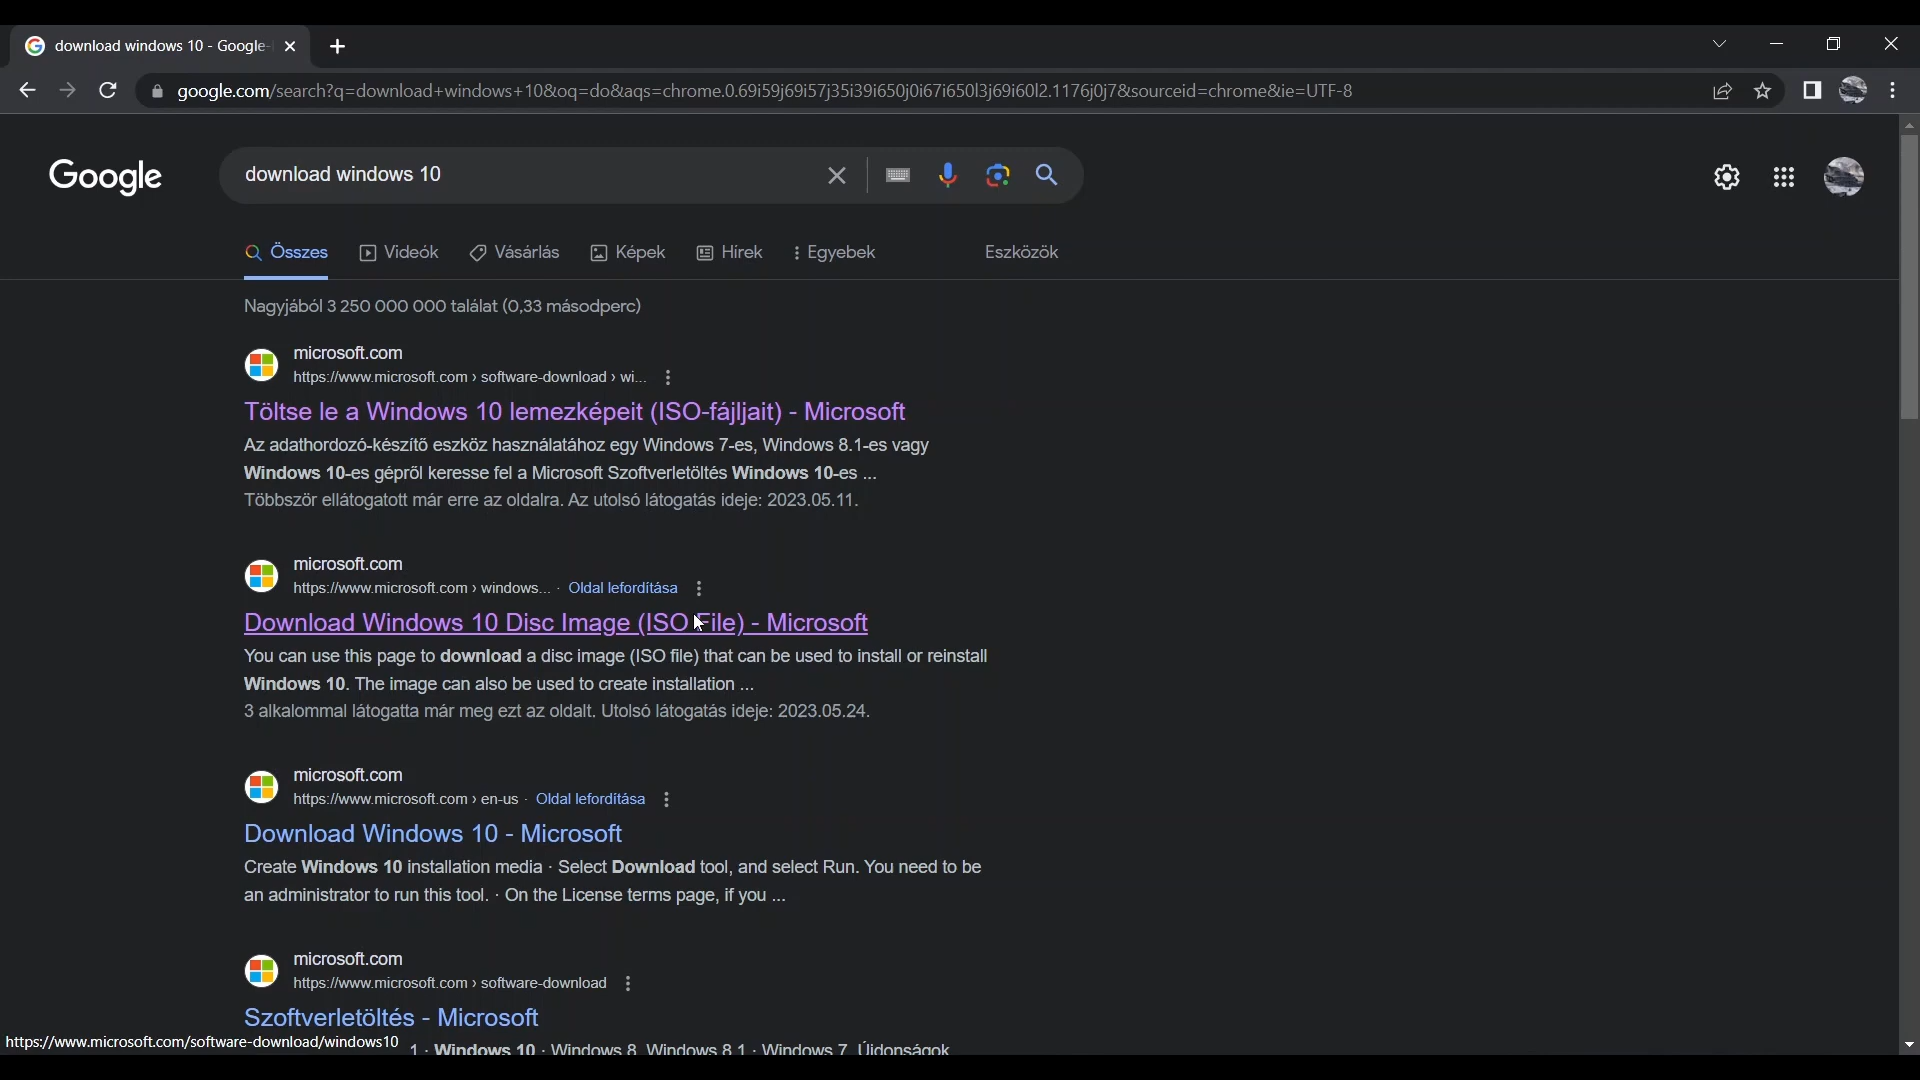 download windows 10 - Google-
google.com/search?q=download+windows+10&oq=do&aqs=chrome.0.69i59j69i57j35i39i650j0i67i650l3j69i60l2.1176j0j7&sourceid=chrome&ie=UTF-8
Google
download windows 10
Összes Videók Vásárlás Képek Hírek Egyebek Eszközök
Nagyjából 3 250 000 000 találat (0,33 másodperc)
microsoft.com
https://www.microsoft.com › software-download › wi...
Töltse le a Windows 10 lemezképeit (ISO-fájljait) - Microsoft
Az adathordozó-készítő eszköz használatához egy Windows 7-es, Windows 8.1-es vagy
Windows 10-es gépről keresse fel a Microsoft Szoftverletöltés Windows 10-es ...
Többször ellátogatott már erre az oldalra. Az utolsó látogatás ideje: 2023.05.11.
microsoft.com
https://www.microsoft.com › windows... · Oldal lefordítása
Download Windows 10 Disc Image (ISO File) - Microsoft
You can use this page to download a disc image (ISO file) that can be used to install or reinstall
Windows 10. The image can also be used to create installation ...
3 alkalommal látogatta már meg ezt az oldalt. Utolsó látogatás ideje: 2023.05.24.
microsoft.com
https://www.microsoft.com › en-us · Oldal lefordítása
Download Windows 10 - Microsoft
Create Windows 10 installation media · Select Download tool, and select Run. You need to be
an administrator to run this tool. · On the License terms page, if you ...
microsoft.com
https://www.microsoft.com › software-download
Szoftverletöltés - Microsoft
https://www.microsoft.com/software-download/windows10
1 · Windows 10 · Windows 8 Windows 8.1 · Windows 7 Újdonságok